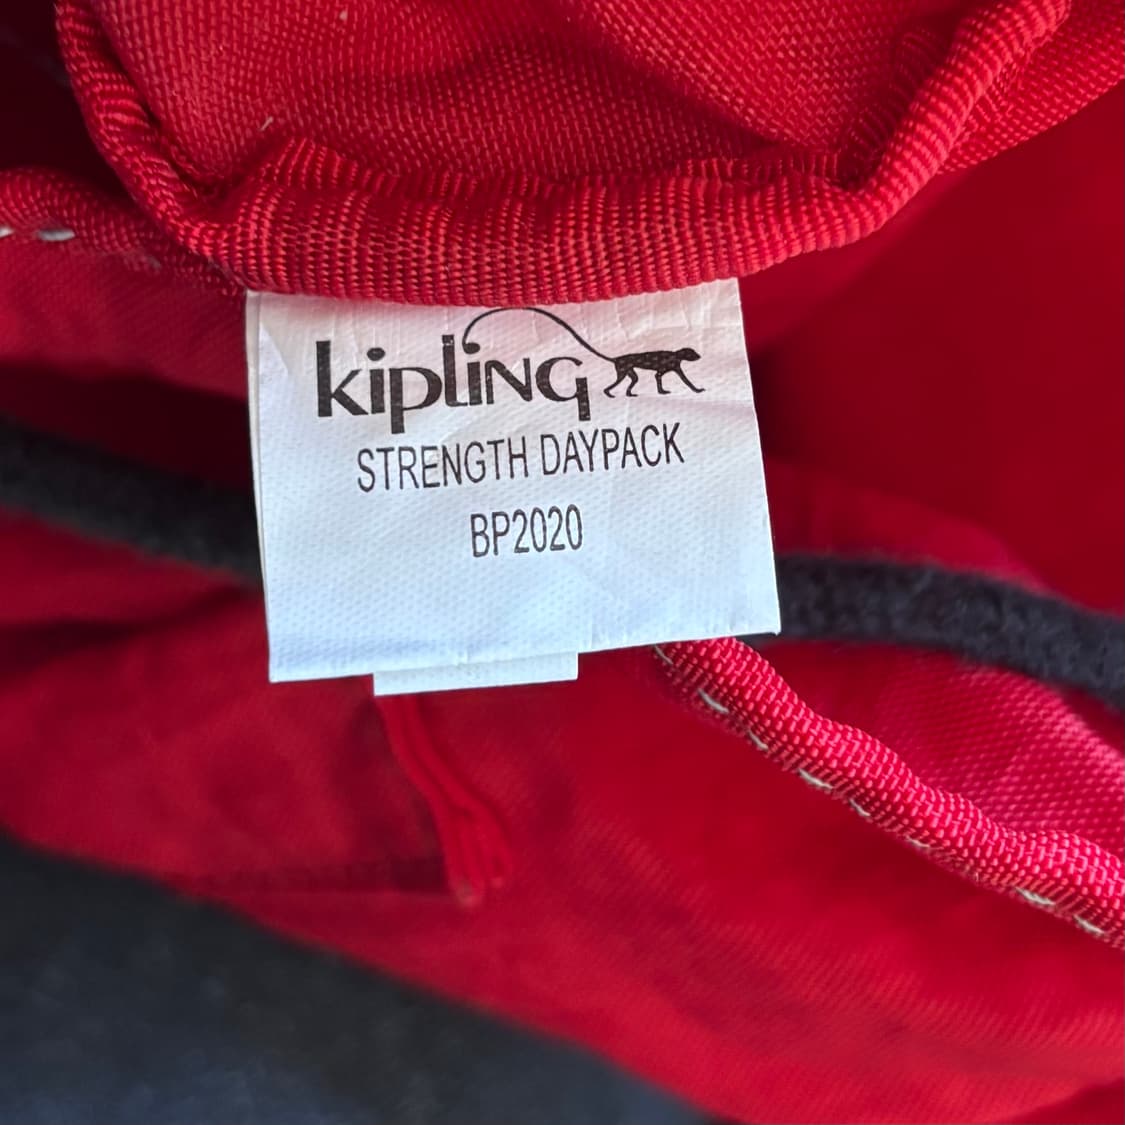 kipling
STRENGTH DAYPACK
BP2020